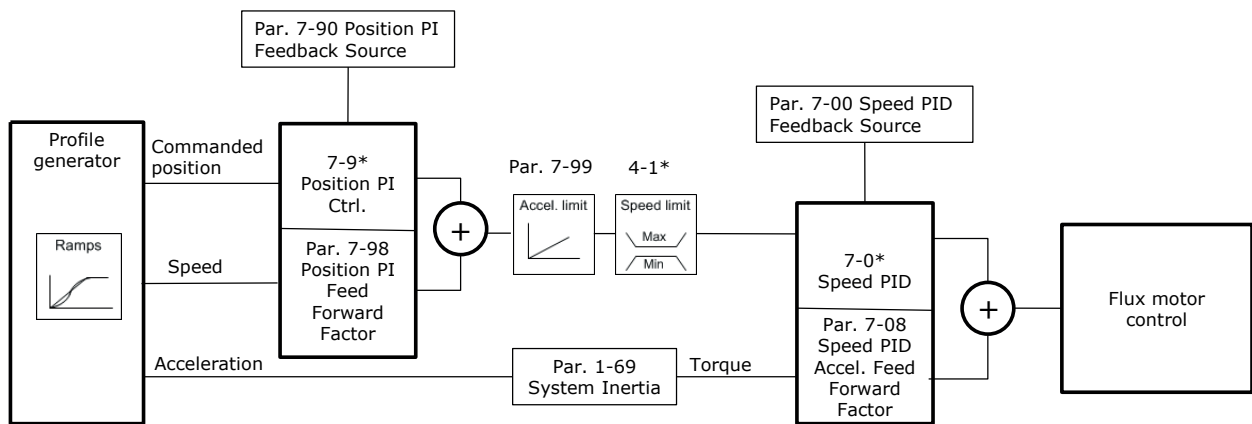 Par. 7-90 Position PI
Feedback Source
Par. 7-00 Speed PID
Feedback Source
Profile
generator
Ramps
Commanded
position
Speed
Acceleration
7-9*
Position PI
Ctrl.
Par. 7-98
Position PI
Feed
Forward
Factor
+
Par. 7-99
Accel. limit
4-1*
Speed limit
Max
Min
Par. 1-69
System Inertia
Torque
7-0*
Speed PID
Par. 7-08
Speed PID
Accel. Feed
Forward
Factor
+
Flux motor
control